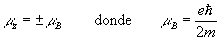 μz = ± μB donde μB = eħ / 2m